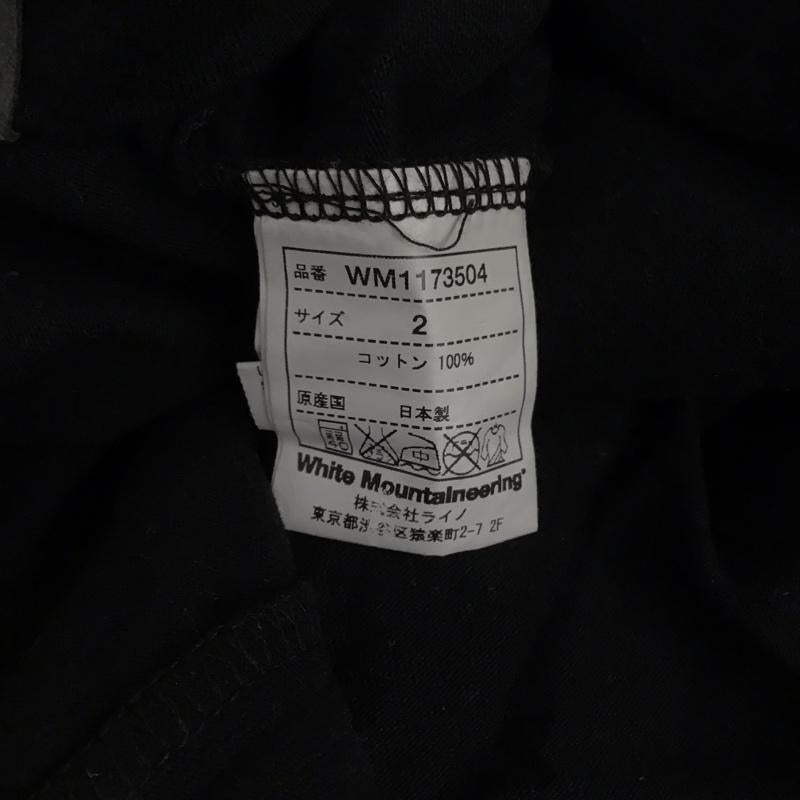 品番 WM1173504
サイズ 2
コットン 100%
原産国 日本製
40
中
White Mountaineering
株式会社ライノ
東京都渋谷区猿楽町2-7 2F